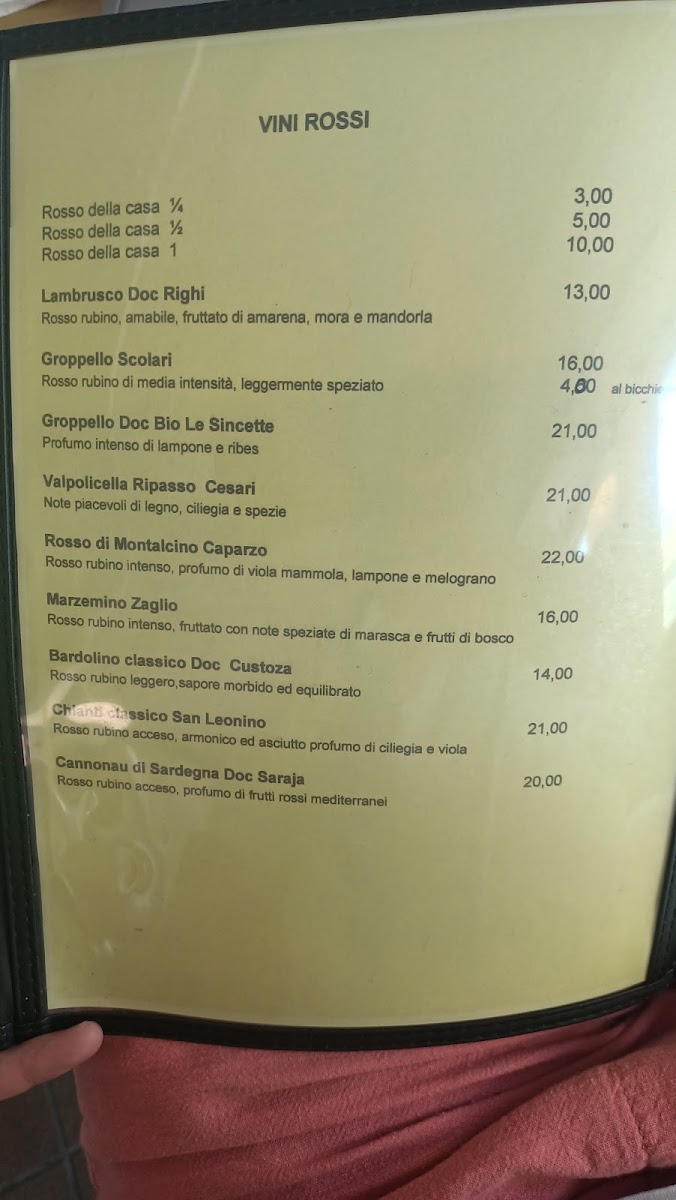 VINI ROSSI
Rosso della casa ¼ 3,00
Rosso della casa ½ 5,00
Rosso della casa 1 10,00
Lambrusco Doc Righi 13,00
Rosso rubino, amabile, fruttato di amarena, mora e mandorla
Groppello Scolari 16,00
Rosso rubino di media intensità, leggermente speziato al bicchie
Groppello Doc Bio Le Sincette 21,00
Profumo intenso di lampone e ribes
Valpolicella Ripasso Cesari 21,00
Note piacevoli di legno, ciliegia e spezie
Rosso di Montalcino Caparzo 22,00
Rosso rubino intenso, profumo di viola mammola, lampone e melograno
Marzemino Zaglio 16,00
Rosso rubino intenso, fruttato con note speziate di marasca e frutti di bosco
Bardolino classico Doc Custoza 14,00
Rosso rubino leggero,sapore morbido ed equilibrato
Chianti classico San Leonino 21,00
Rosso rubino acceso, armonico ed asciutto profumo di ciliegia e viola
Cannonau di Sardegna Doc Saraja 20,00
Rosso rubino acceso, profumo di frutti rossi mediterranei